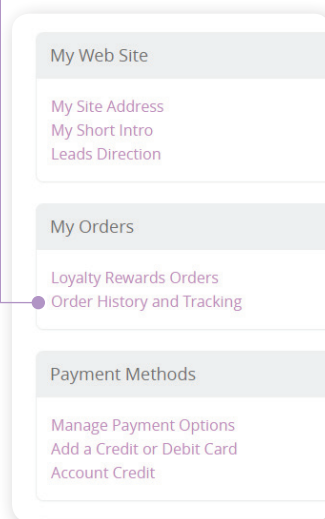 My Web Site
My Site Address
My Short Intro
Leads Direction
My Orders
Loyalty Rewards Orders
Order History and Tracking
Payment Methods
Manage Payment Options
Add a Credit or Debit Card
Account Credit